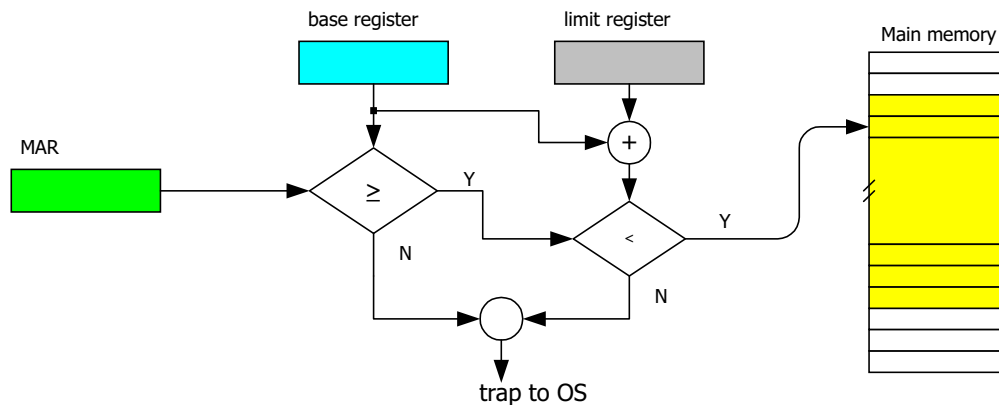 base register
limit register
Main memory
MAR
+
≥
Y
<
Y
N
N
trap to OS